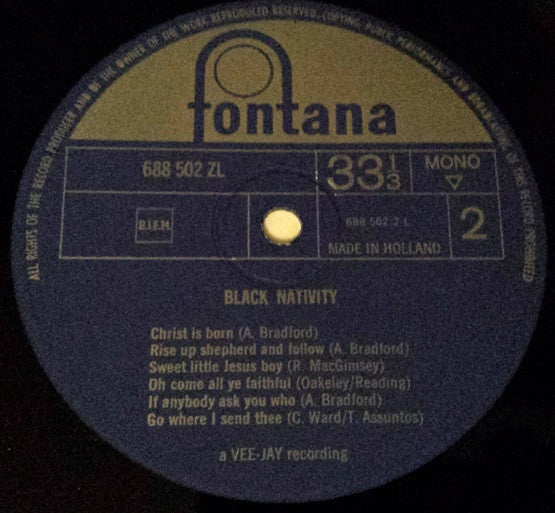 ALL RIGHTS OF THE RECORD PRODUCER AND OF THE OWNER OF THE WORK REPRODUCED RESERVED. COPYING, PUBLIC PERFORMANCE AND BROADCASTING OF THIS RECORD PROHIBITED
fontana
688 502 ZL
33 1/3
MONO
B.I.E.M.
688 502 Z L
2
MADE IN HOLLAND
BLACK NATIVITY
Christ is born (A. Bradford)
Rise up shepherd and follow (A. Bradford)
Sweet little Jesus boy (R. MacGimsey)
Oh come all ye faithful (Oakeley/Reading)
If anybody ask you who (A. Bradford)
Go where I send thee (C. Ward/T. Assuntos)
a VEE-JAY recording